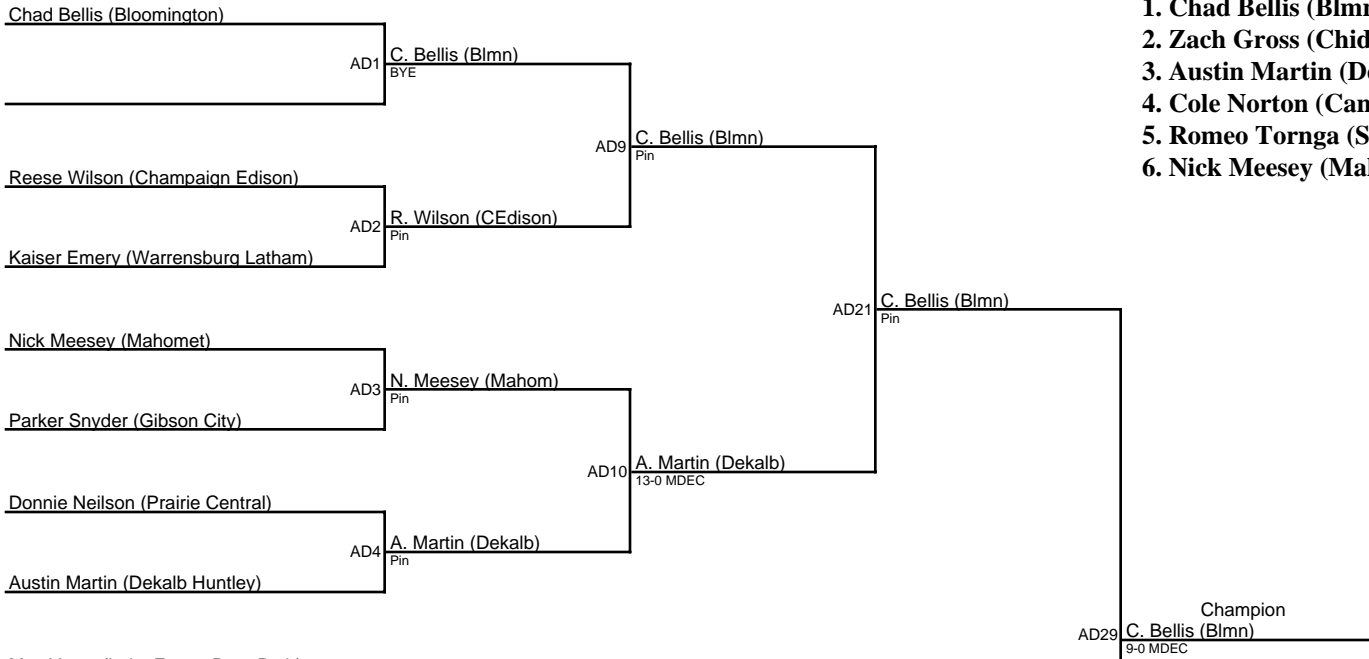 Chad Bellis (Bloomington)
1. Chad Bellis (Blmn
2. Zach Gross (Chid
3. Austin Martin (D
4. Cole Norton (Can
5. Romeo Tornga (S
6. Nick Meesey (Mah
AD1 C. Bellis (Blmn)
BYE
AD9 C. Bellis (Blmn)
Pin
Reese Wilson (Champaign Edison)
AD2 R. Wilson (CEdison)
Pin
Kaiser Emery (Warrensburg Latham)
AD21 C. Bellis (Blmn)
Pin
Nick Meesey (Mahomet)
AD3 N. Meesey (Mahom)
Pin
Parker Snyder (Gibson City)
AD10 A. Martin (Dekalb)
13-0 MDEC
Donnie Neilson (Prairie Central)
AD4 A. Martin (Dekalb)
Pin
Austin Martin (Dekalb Huntley)
Champion
AD29 C. Bellis (Blmn)
9-0 MDEC